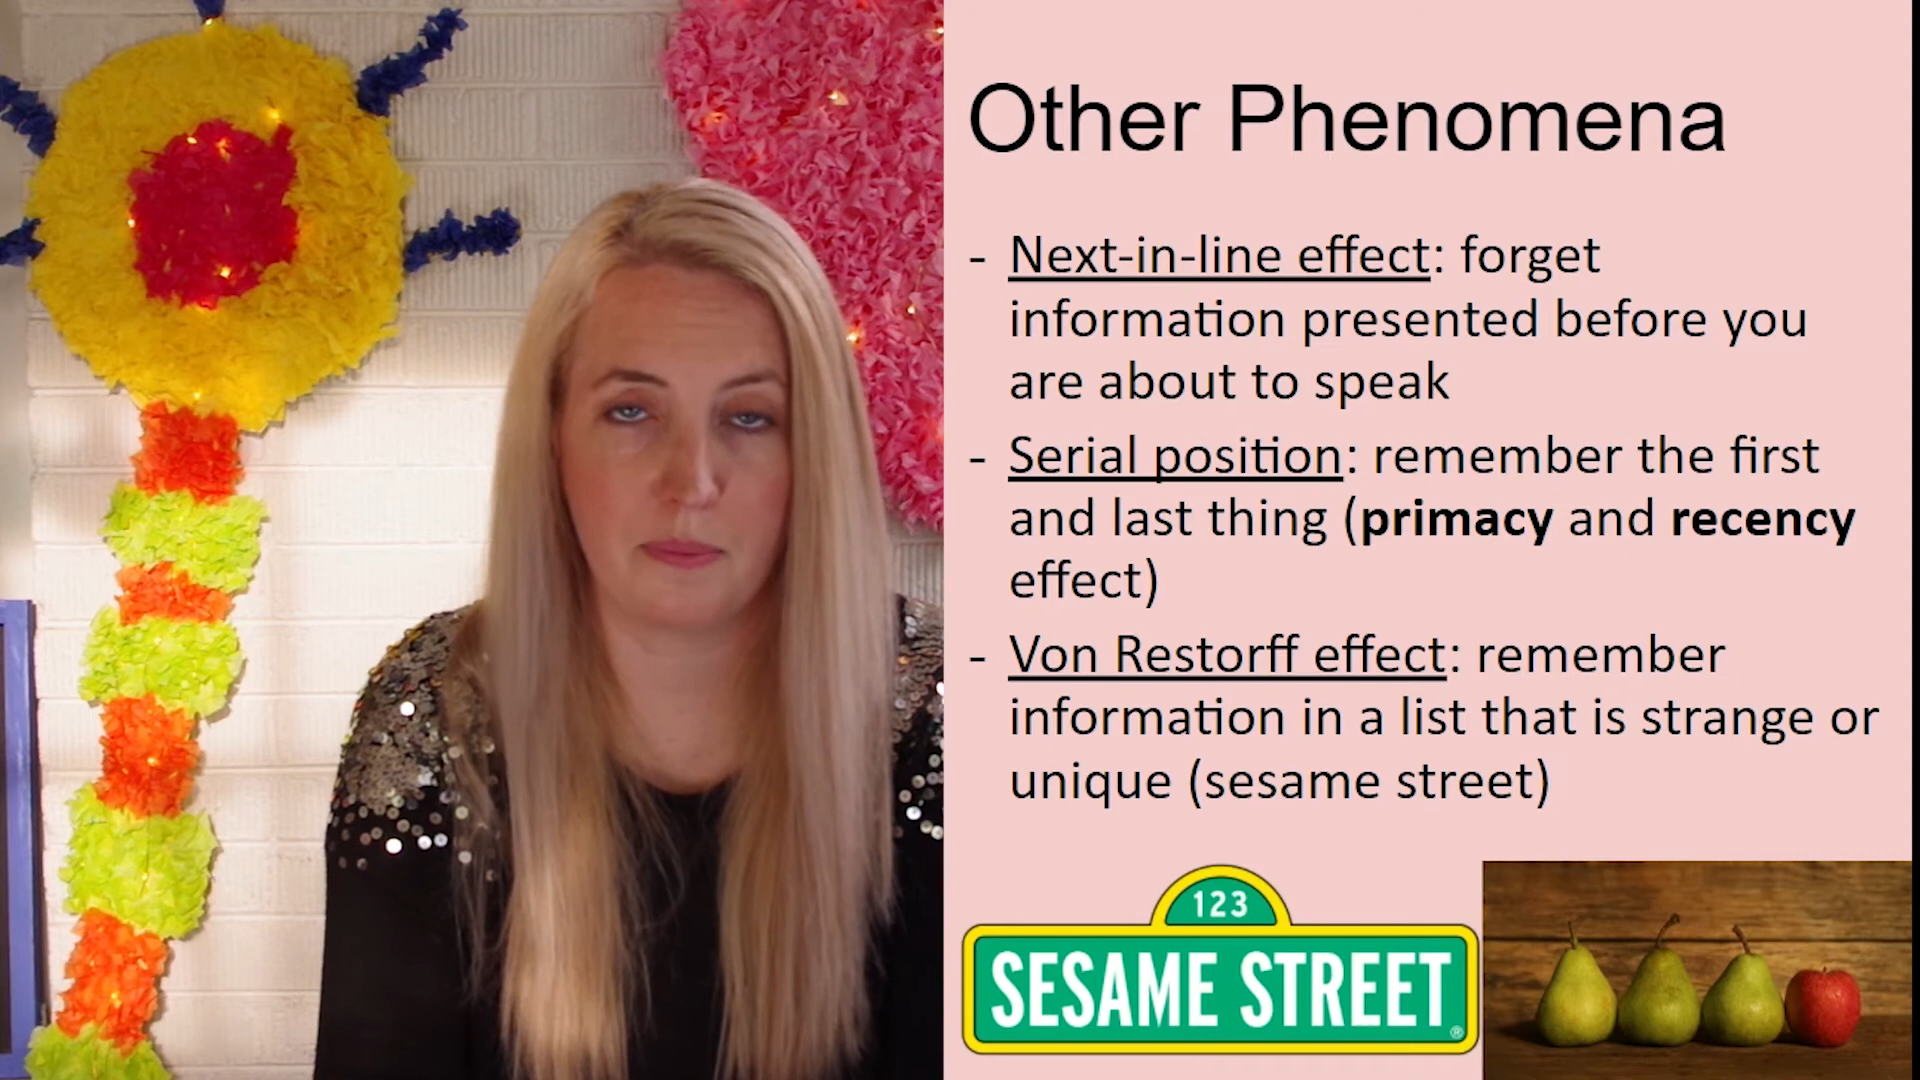 Other Phenomena
- Next-in-line effect: forget
information presented before you
are about to speak
- Serial position: remember the first
and last thing (primacy and recency
effect)
- Von Restorff effect: remember
information in a list that is strange or
unique (sesame street)
123
SESAME STREET®